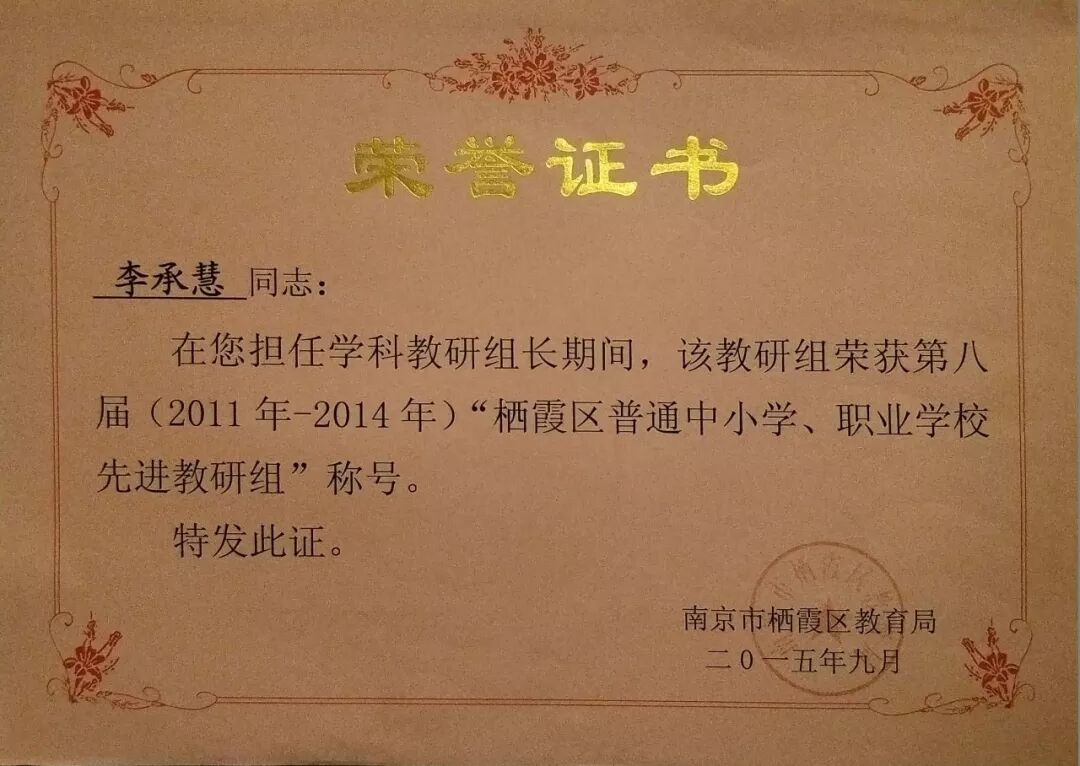 荣誉证书
李承慧 同志：
在您担任学科教研组长期间，该教研组荣获第八
届（2011年-2014年）“栖霞区普通中小学、职业学校
先进教研组”称号。
特发此证。
南京市栖霞区教育局
二0一五年九月